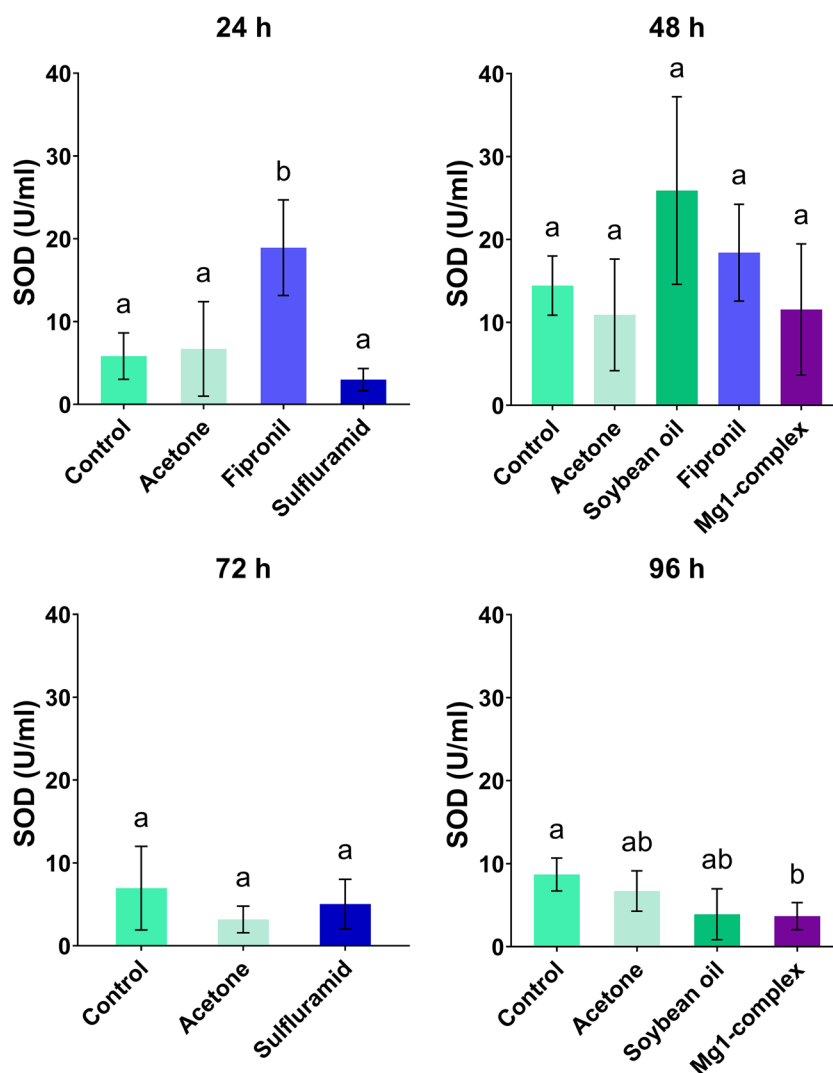 24 h
SOD (U/ml)
40
30
20
10
0
a
a
b
a
Control
Acetone
Fipronil
Sulfluramid
48 h
SOD (U/ml)
40
30
20
10
0
a
a
a
a
a
Control
Acetone
Soybean oil
Fipronil
Mg1-complex
72 h
SOD (U/ml)
40
30
20
10
0
a
a
a
Control
Acetone
Sulfluramid
96 h
SOD (U/ml)
40
30
20
10
0
a
ab
ab
b
Control
Acetone
Soybean oil
Mg1-complex